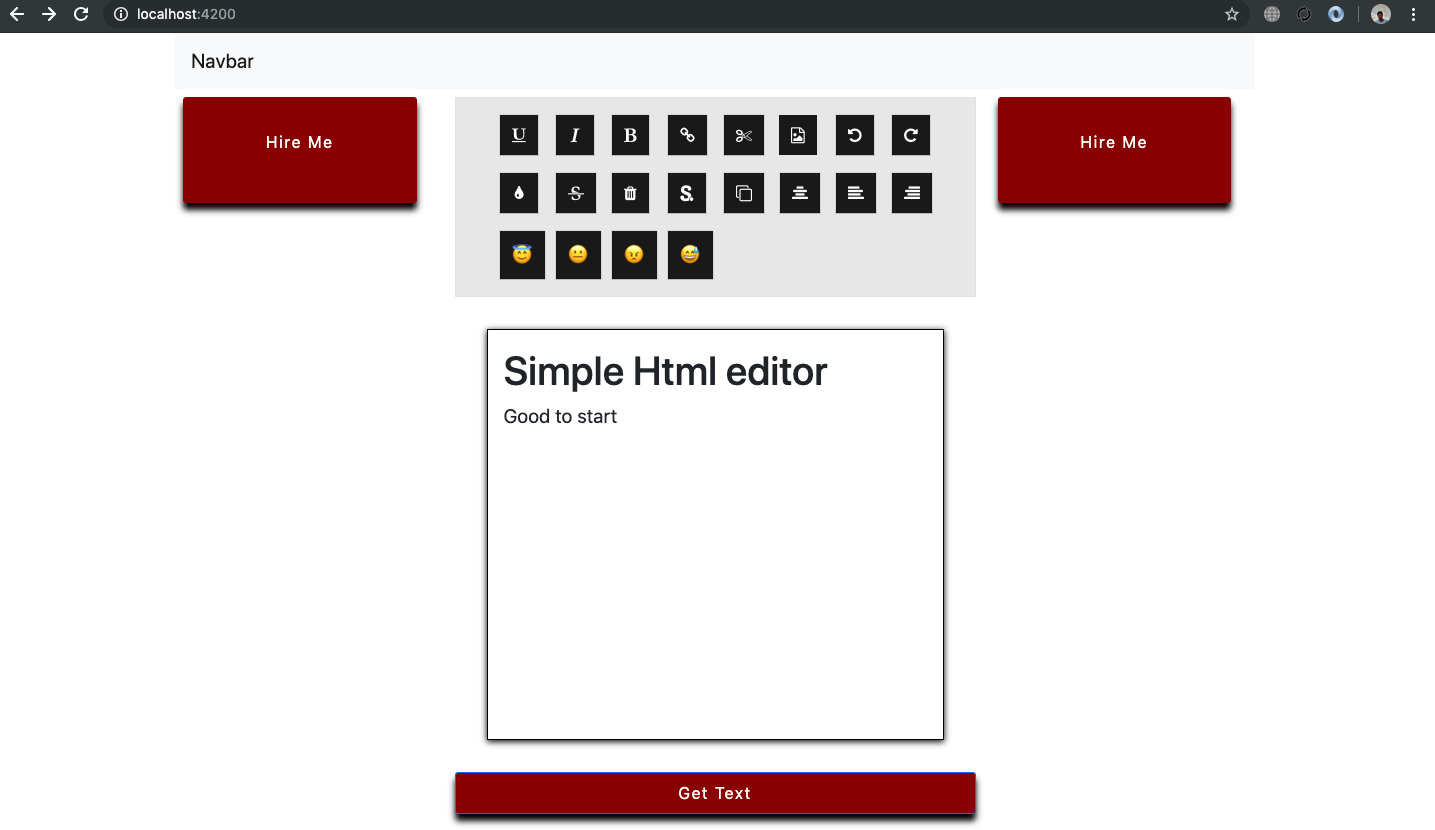 localhost:4200
Navbar
Hire Me
Hire Me
U I B
S S.
Simple Html editor
Good to start
Get Text